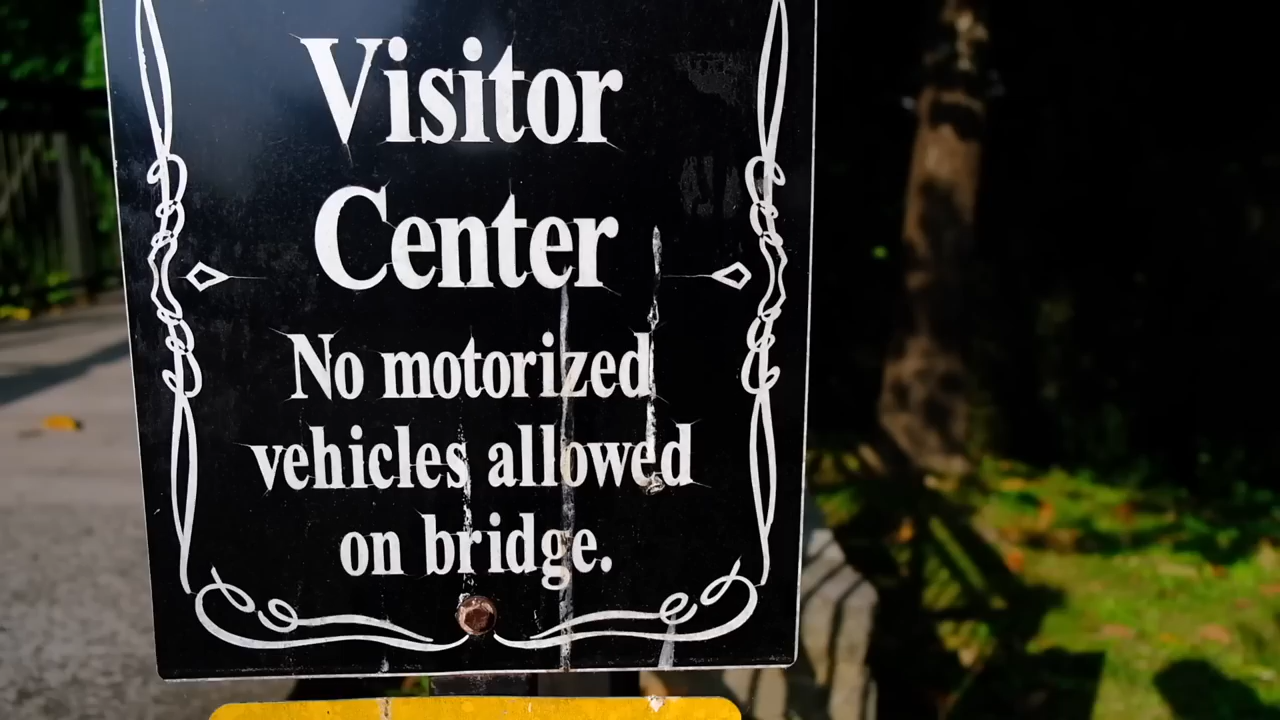 Visitor
Center
No motorized
vehicles allowed
on bridge.